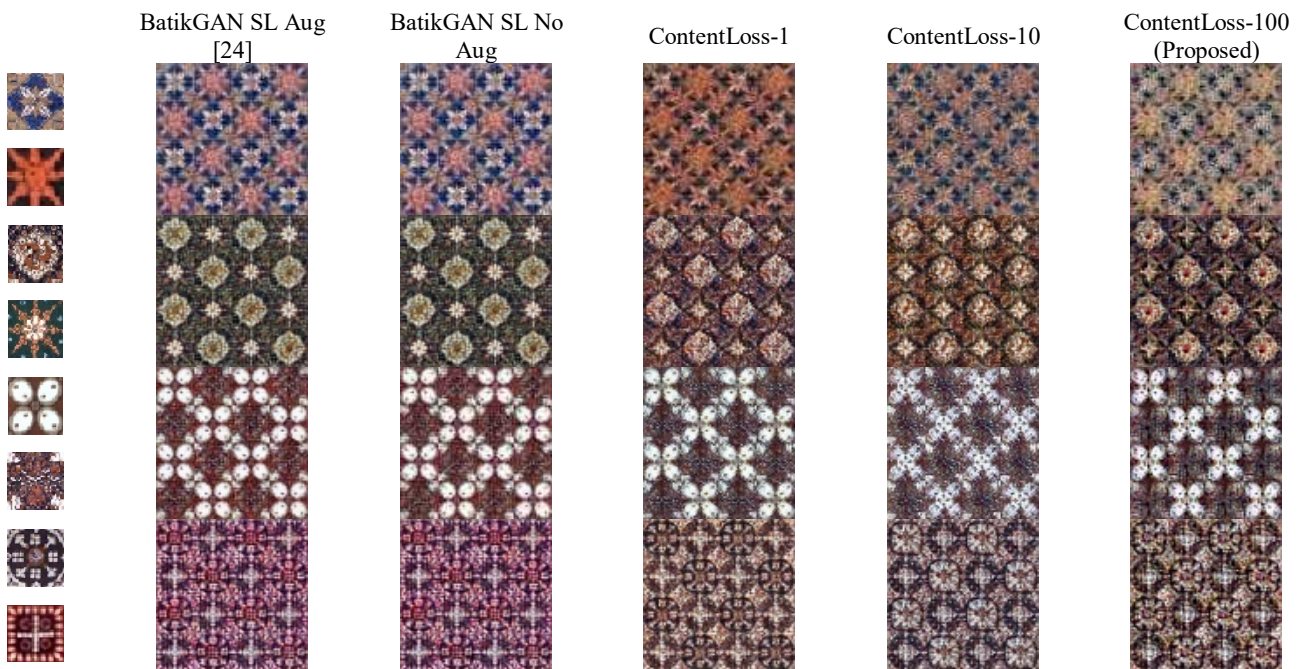 BatikGAN SL Aug
[24]
BatikGAN SL No
Aug
ContentLoss-1
ContentLoss-10
ContentLoss-100
(Proposed)